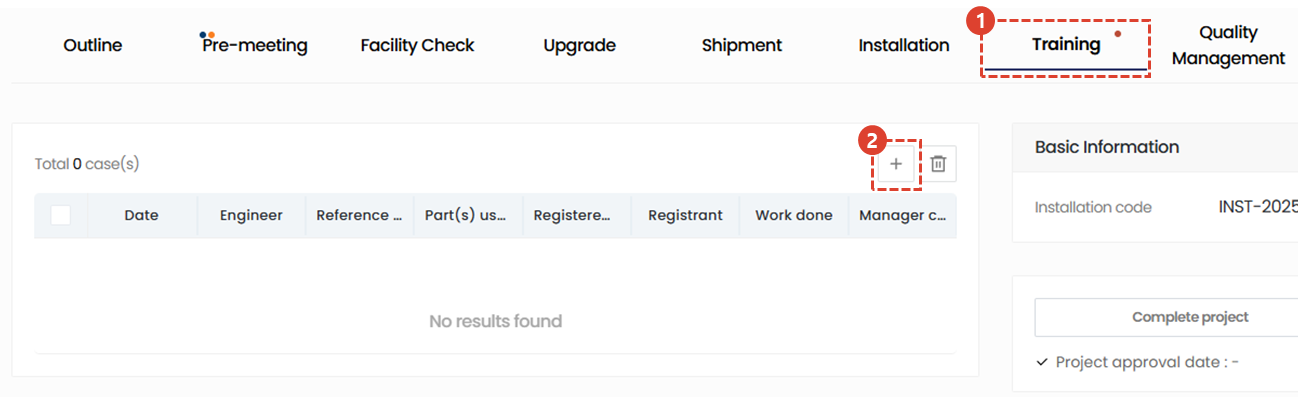 Outline
Pre-meeting
Facility Check
Upgrade
Shipment
Installation
1
Training
Quality
Management
Total 0 case(s)
2
+
Date
Engineer
Reference ...
Part(s) us...
Registere...
Registrant
Work done
Manager c...
No results found
Basic Information
Installation code
INST-2025
Complete project
Project approval date : -